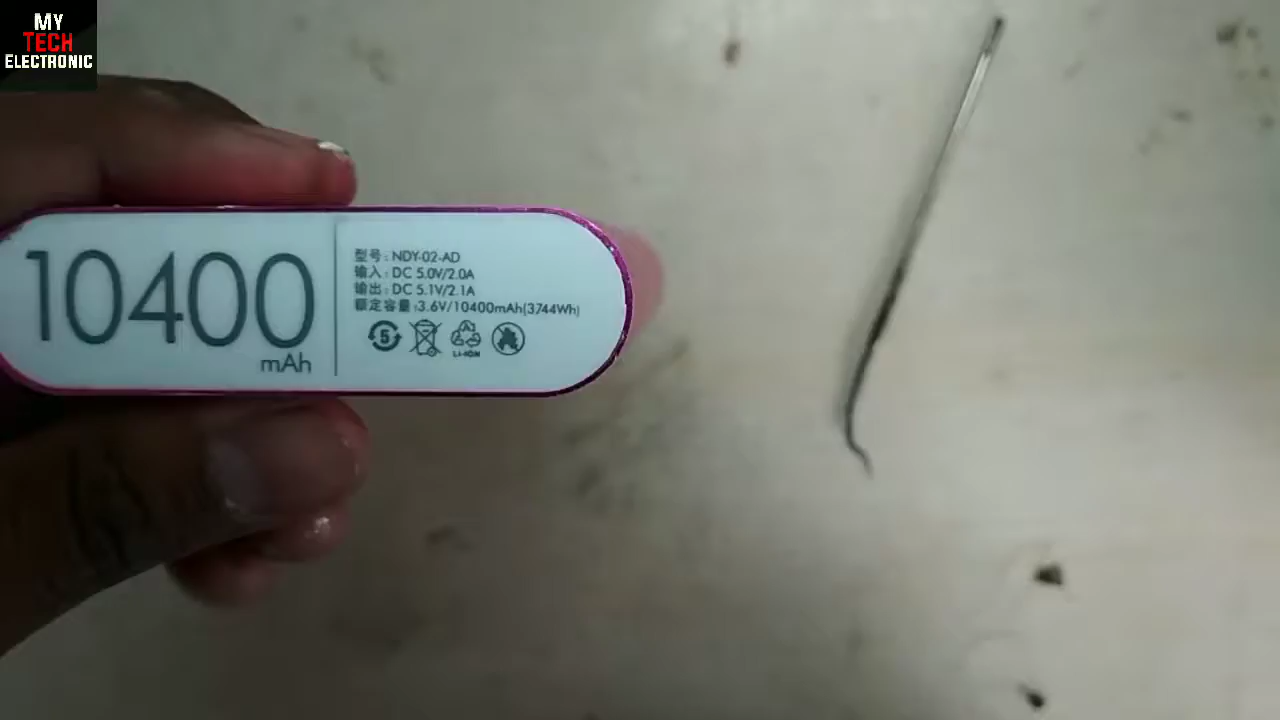 MY
TECH
ELECTRONIC
10400
mAh
型号：NDY-02-AD
输入：DC 5.0V/2.0A
输出：DC 5.1V/2.1A
额定容量：3.6V/10400mAh(3744Wh)
5
Li-ion